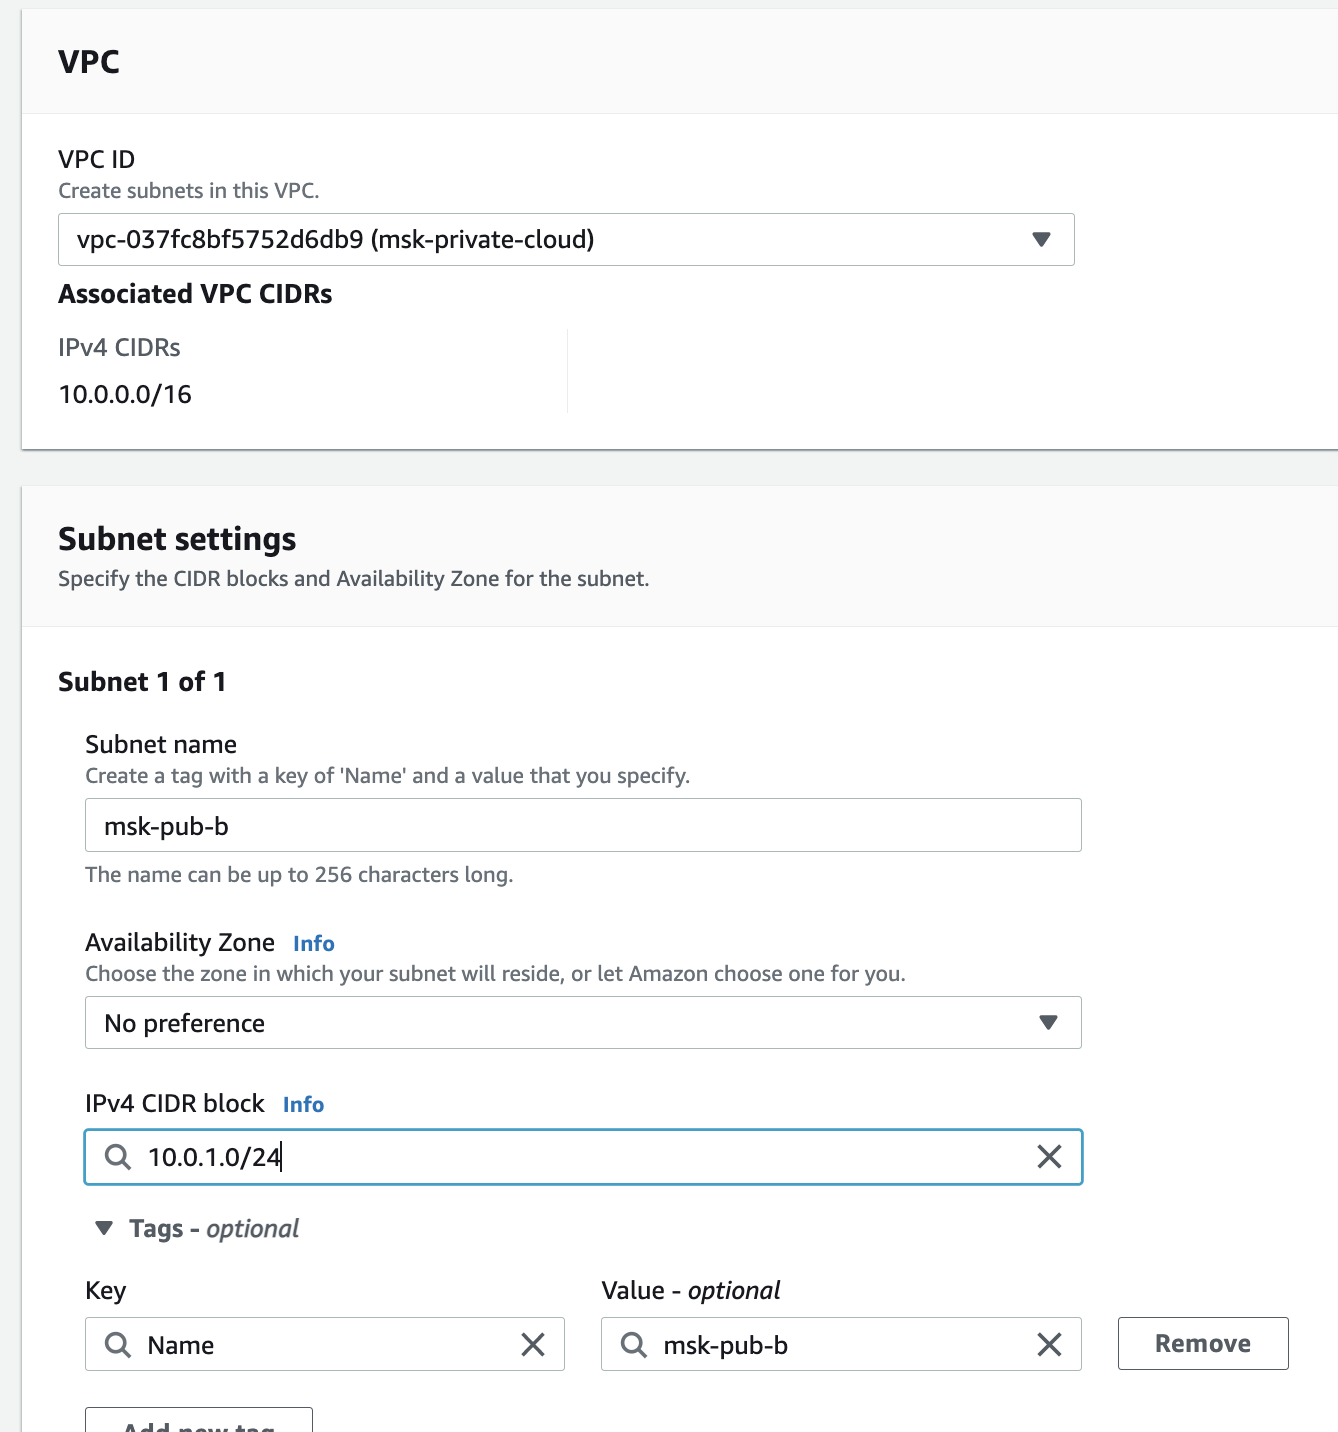 VPC
VPC ID
Create subnets in this VPC.
vpc-037fc8bf5752d6db9 (msk-private-cloud)
Associated VPC CIDRs
IPv4 CIDRs
10.0.0.0/16
Subnet settings
Specify the CIDR blocks and Availability Zone for the subnet.
Subnet 1 of 1
Subnet name
Create a tag with a key of 'Name' and a value that you specify.
msk-pub-b
The name can be up to 256 characters long.
Availability Zone Info
Choose the zone in which your subnet will reside, or let Amazon choose one for you.
No preference
IPv4 CIDR block Info
10.0.1.0/24
Tags - optional
Key Value - optional
Name msk-pub-b Remove
Add new tag